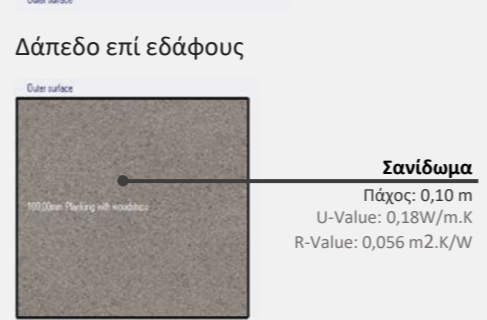 Outer surface
Δάπεδο επί εδάφους
Outer surface
Σανίδωμα
Πάχος: 0,10 m
100,00mm Planking with woodstrips
U-Value: 0,18W/m.K
R-Value: 0,056 m2.K/W